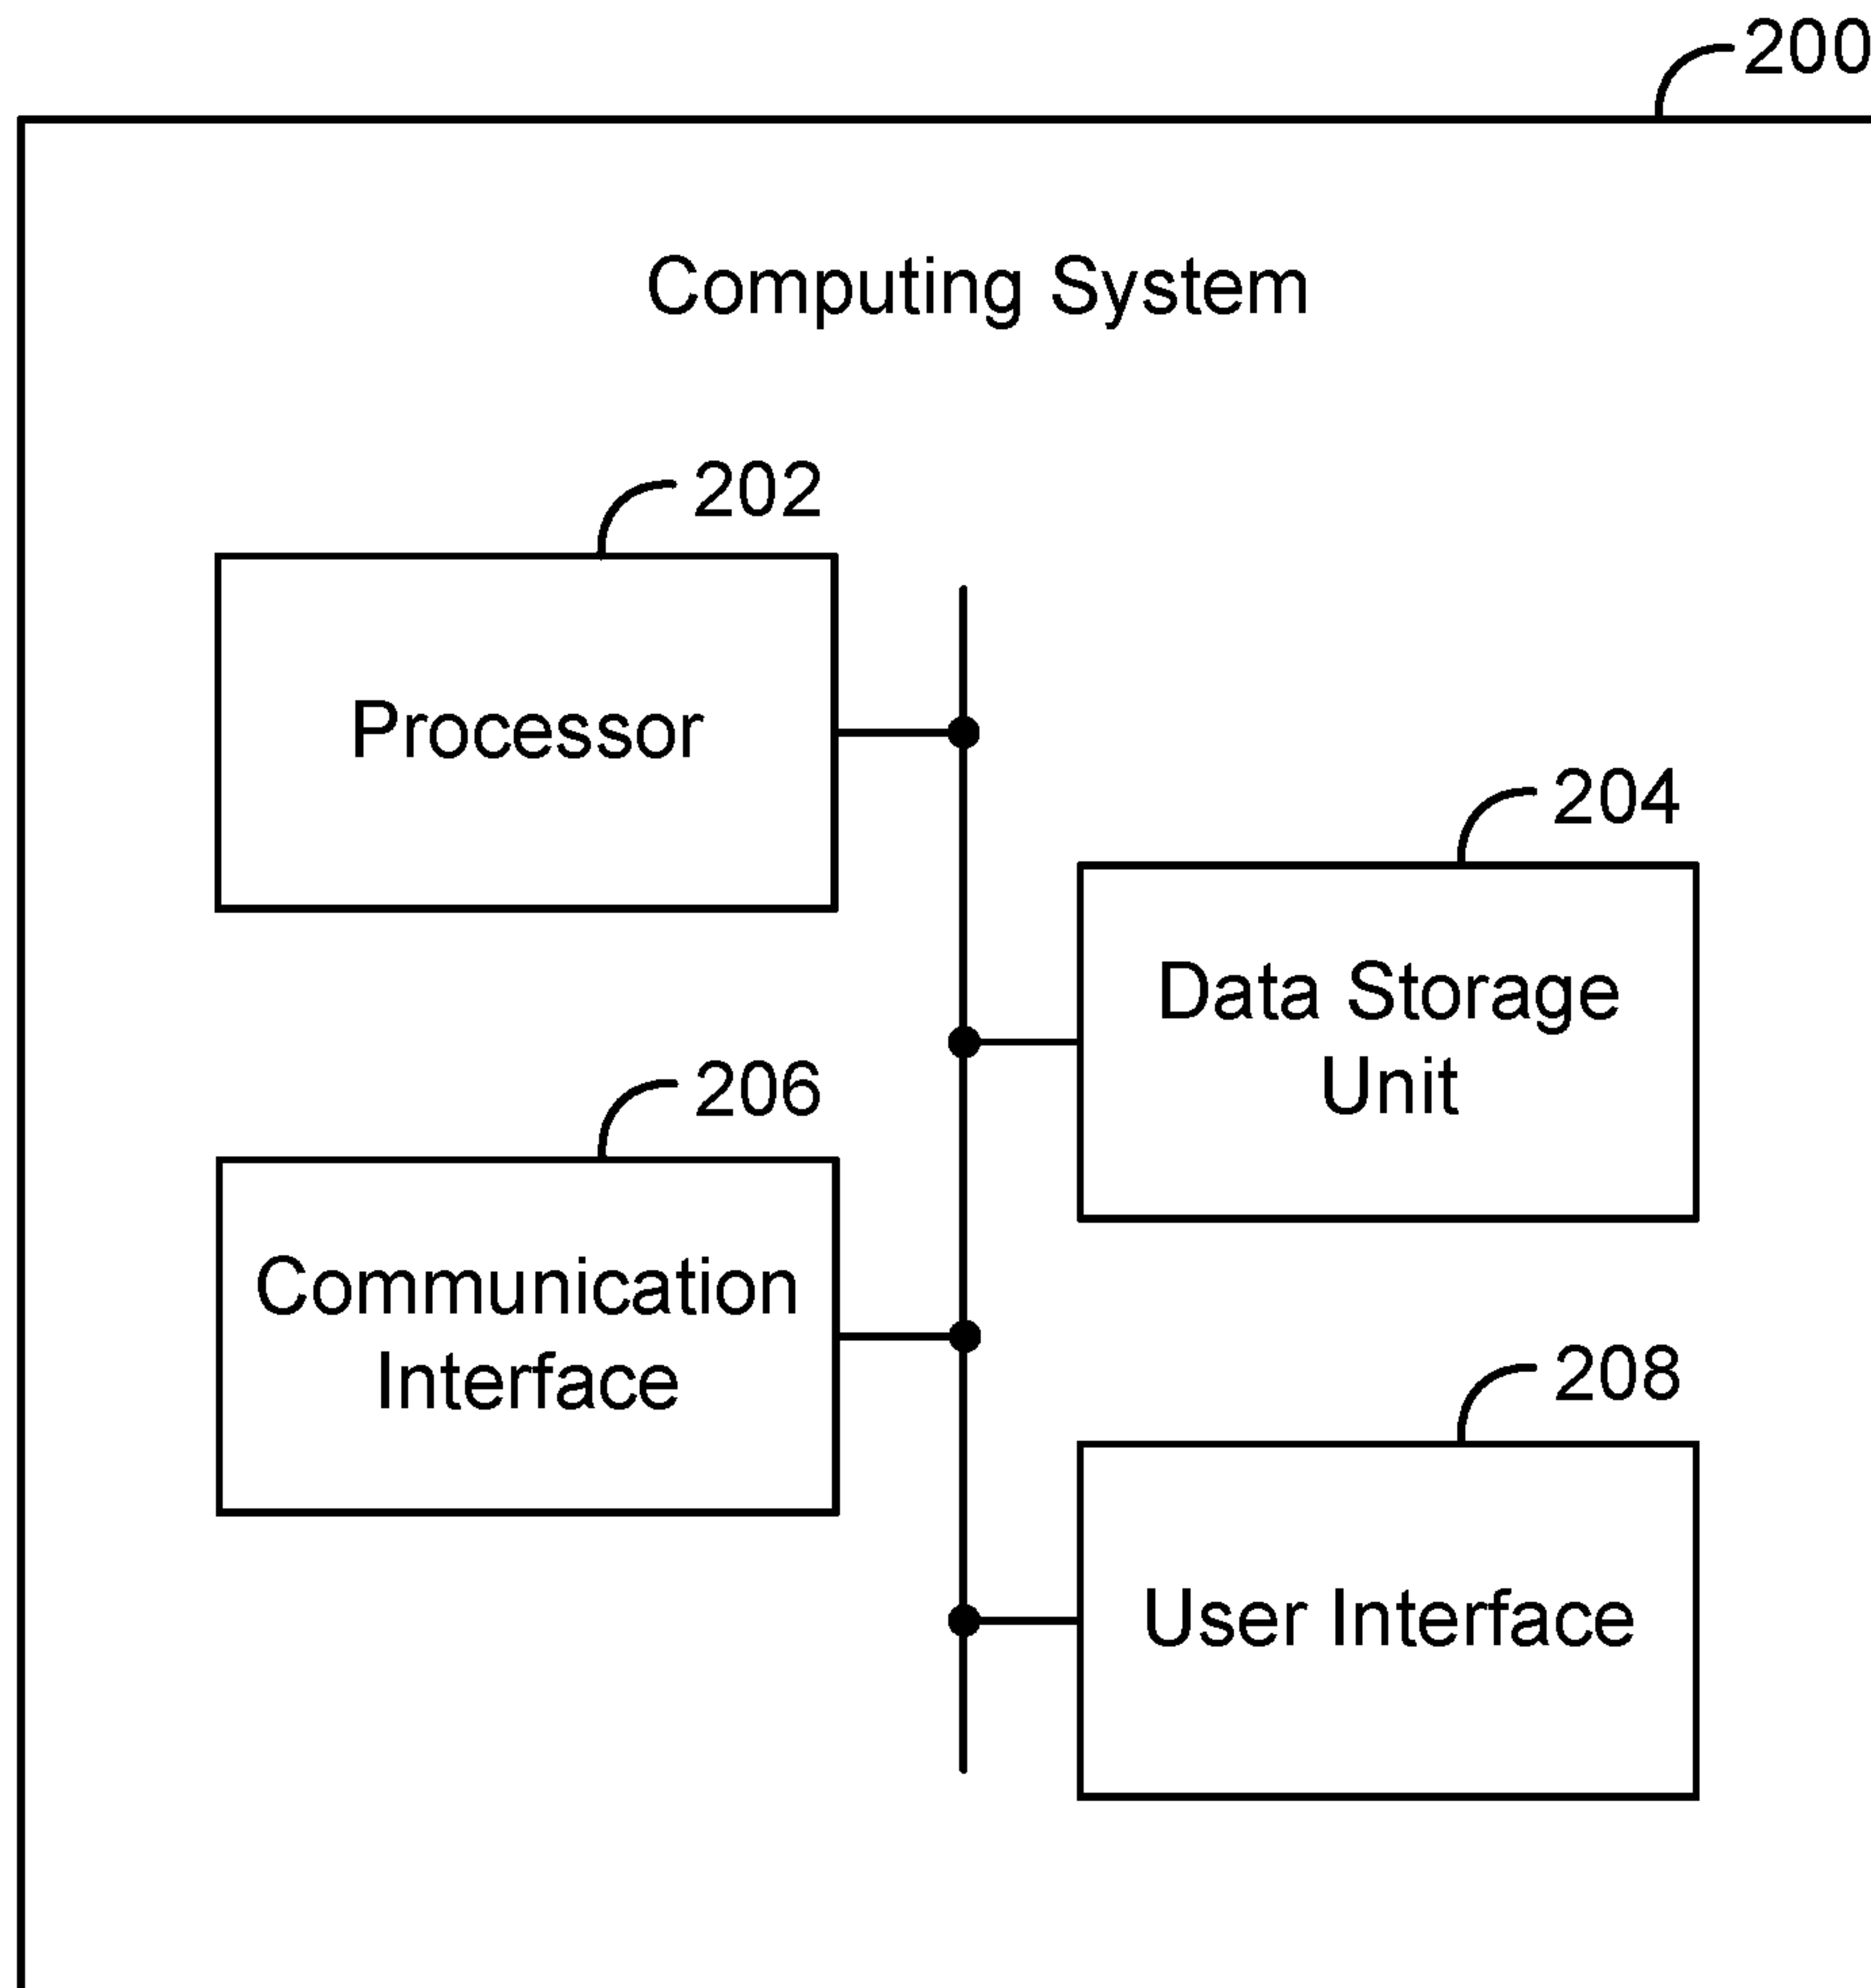 200
Computing System
202
Processor
204
Data Storage
Unit
206
Communication
Interface
208
User Interface